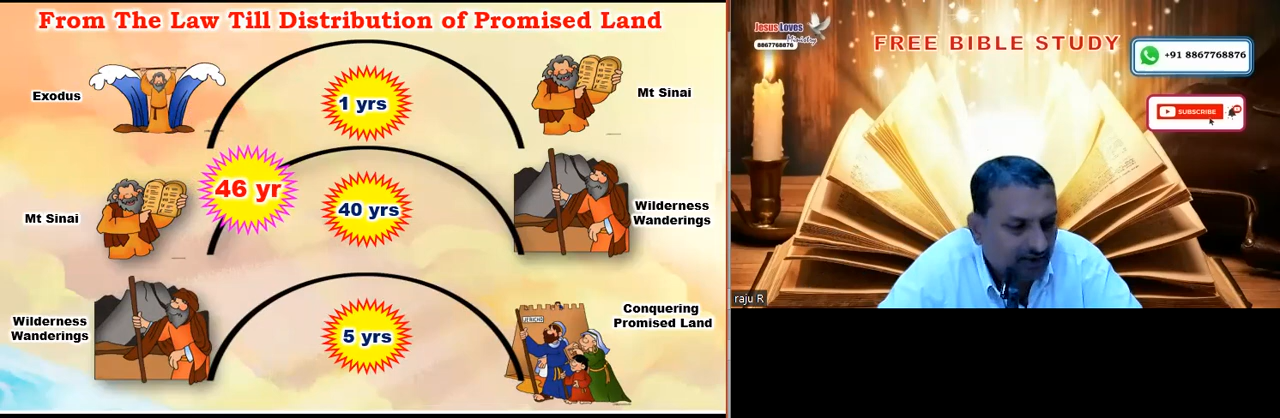 From The Law Till Distribution of Promised Land
Exodus
1 yrs
Mt Sinai
46 yr
Mt Sinai
40 yrs
Wilderness
Wanderings
Wilderness
Wanderings
5 yrs
JERICHO
Conquering
Promised Land
Jesus Loves
Ministry
8867768876
FREE BIBLE STUDY
+91 8867768876
SUBSCRIBE
raju R